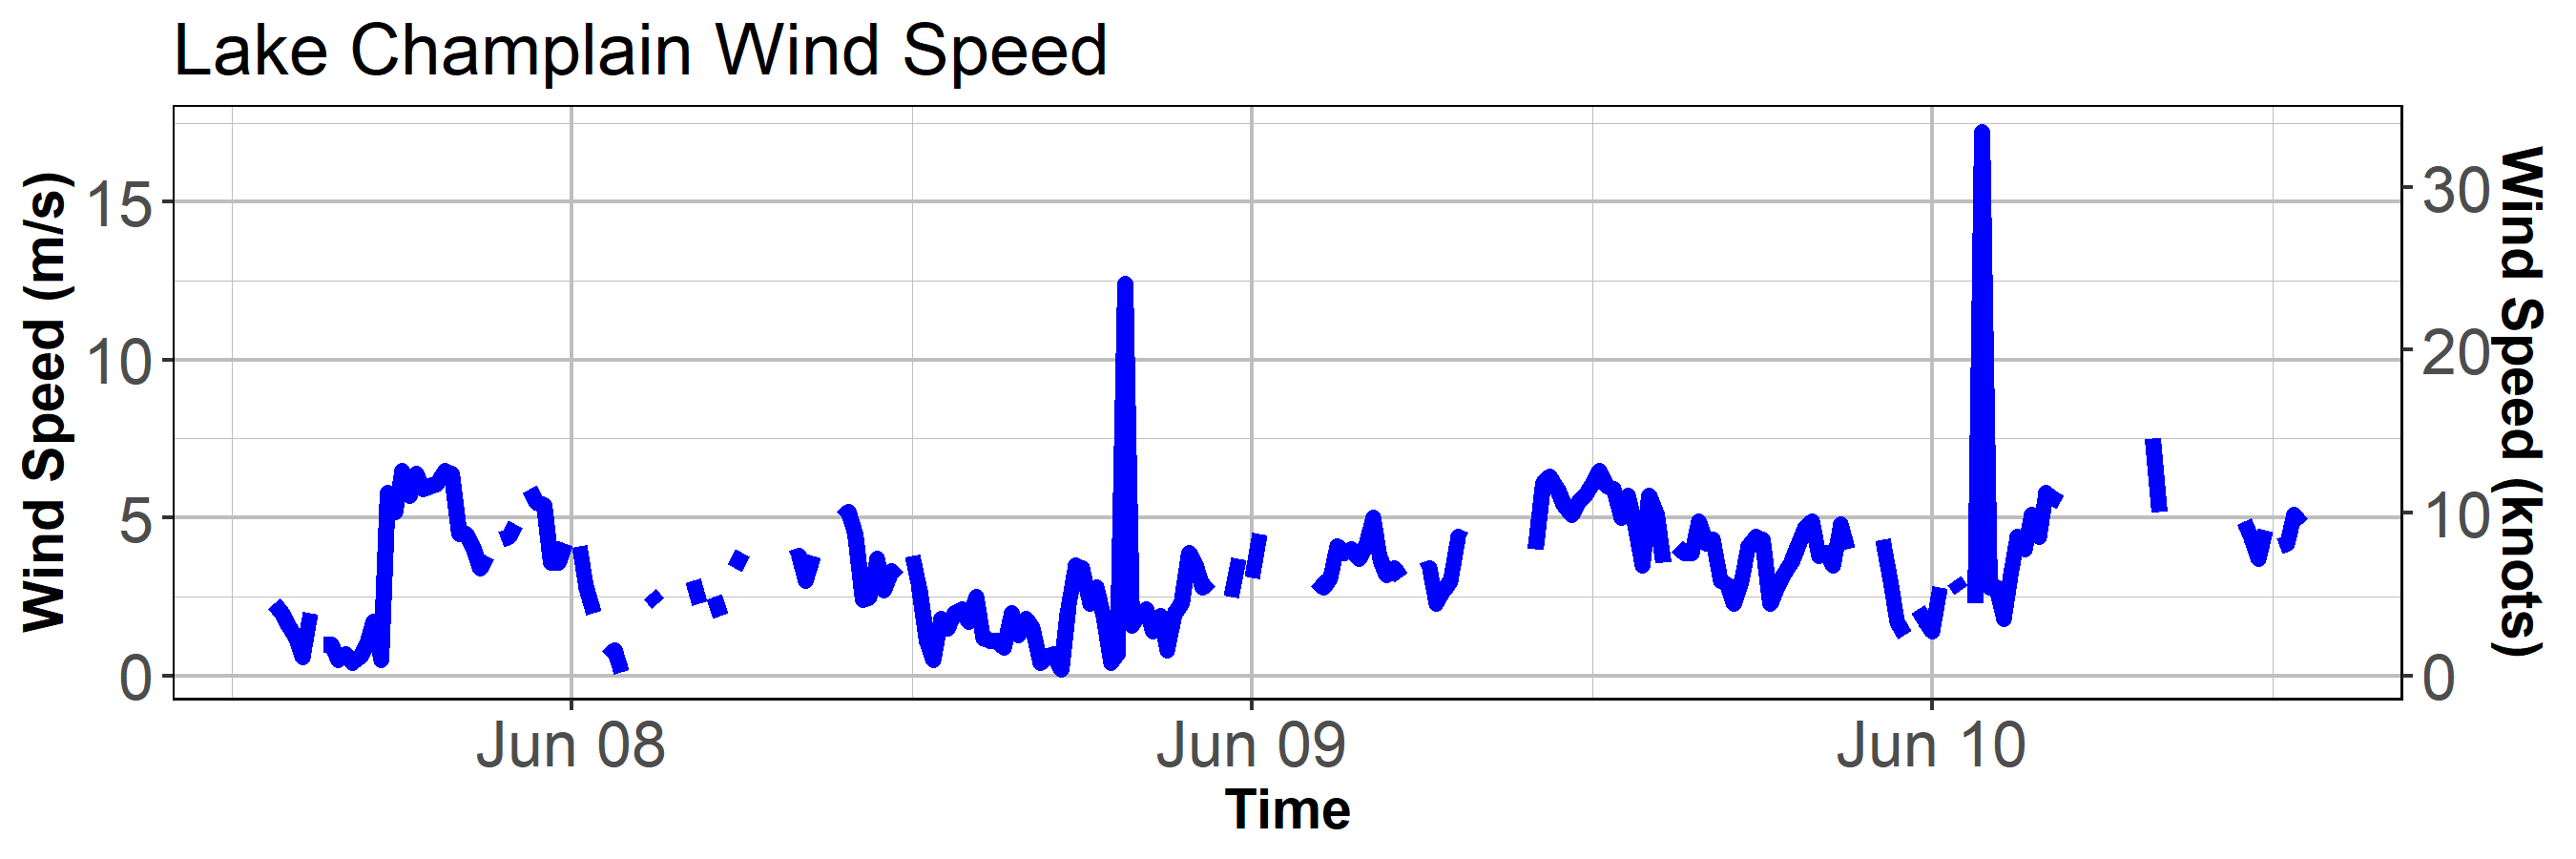 Lake Champlain Wind Speed
Wind Speed (m/s)
15
10
5
0
30
20
10
0
Wind Speed (knots)
Jun 08
Jun 09
Jun 10
Time